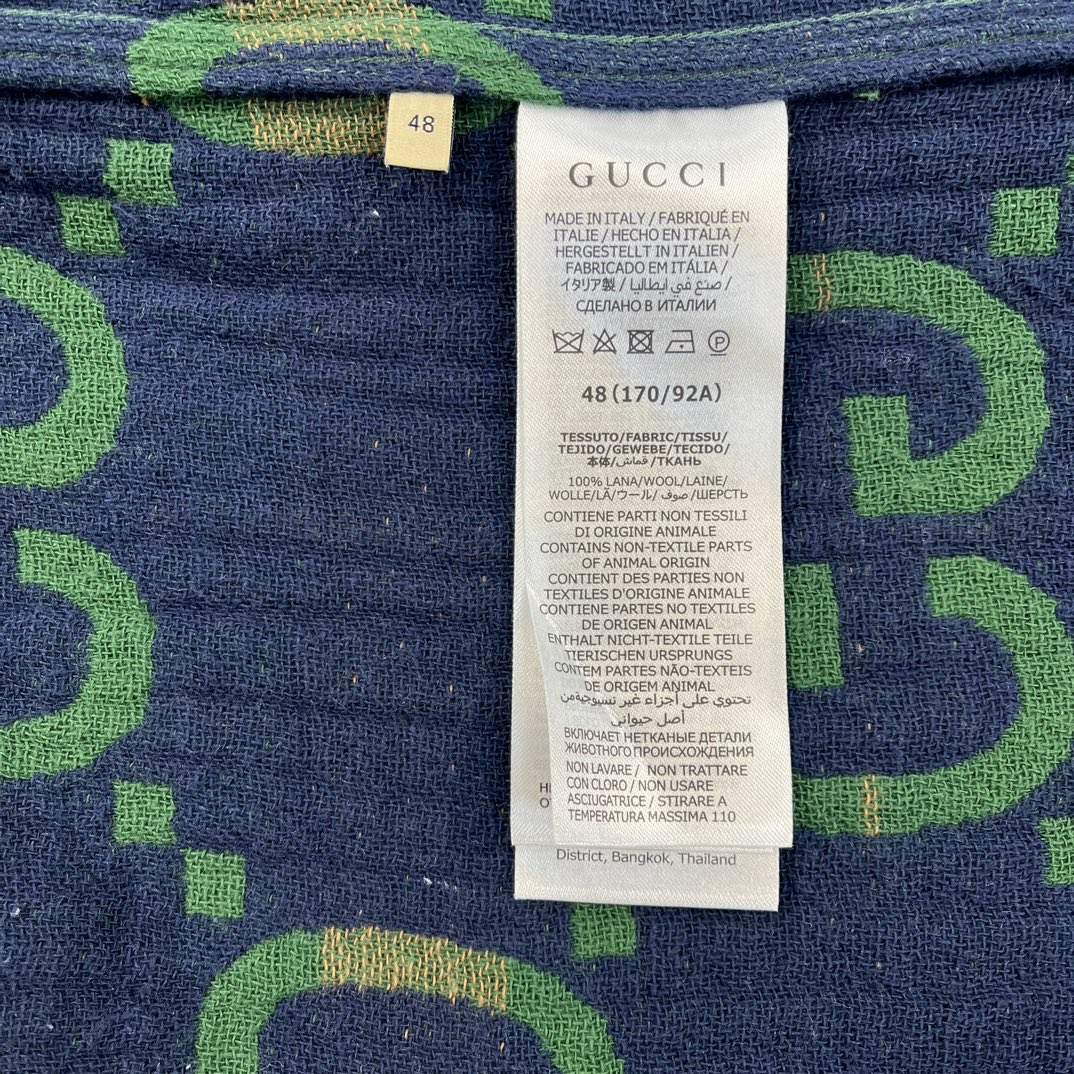 48
GUCCI
MADE IN ITALY / FABRIQUÉ EN
ITALIE / HECHO EN ITALIA /
HERGESTELLT IN ITALIEN /
FABRICADO EM ITÁLIA /
イタリア製 / صنع في ايطاليا /
СДЕЛАНО В ИТАЛИИ
P
48 (170/92A)
TESSUTO/FABRIC/TISSU/
TEJIDO/GEWEBE/TECIDO/
本体/قماش/ТКАНЬ
100% LANA/WOOL/LAINE/
WOLLE/LÃ/ウール/ صوف /ШЕРСТЬ
CONTIENE PARTI NON TESSILI
DI ORIGINE ANIMALE
CONTAINS NON-TEXTILE PARTS
OF ANIMAL ORIGIN
CONTIENT DES PARTIES NON
TEXTILES D'ORIGINE ANIMALE
CONTIENE PARTES NO TEXTILES
DE ORIGEN ANIMAL
ENTHALT NICHT-TEXTILE TEILE
TIERISCHEN URSPRUNGS
CONTEM PARTES NÃO-TEXTEIS
DE ORIGEM ANIMAL
تحتوي على أجزاء غير نسيوجية من
أصل حيواني
ВКЛЮЧАЕТ НЕТКАНЫЕ ДЕТАЛИ
ЖИВОТНОГО ПРОИСХОЖДЕНИЯ
NON LAVARE / NON TRATTARE
CON CLORO / NON USARE
ASCIUGATRICE / STIRARE A
TEMPERATURA MASSIMA 110
District, Bangkok, Thailand